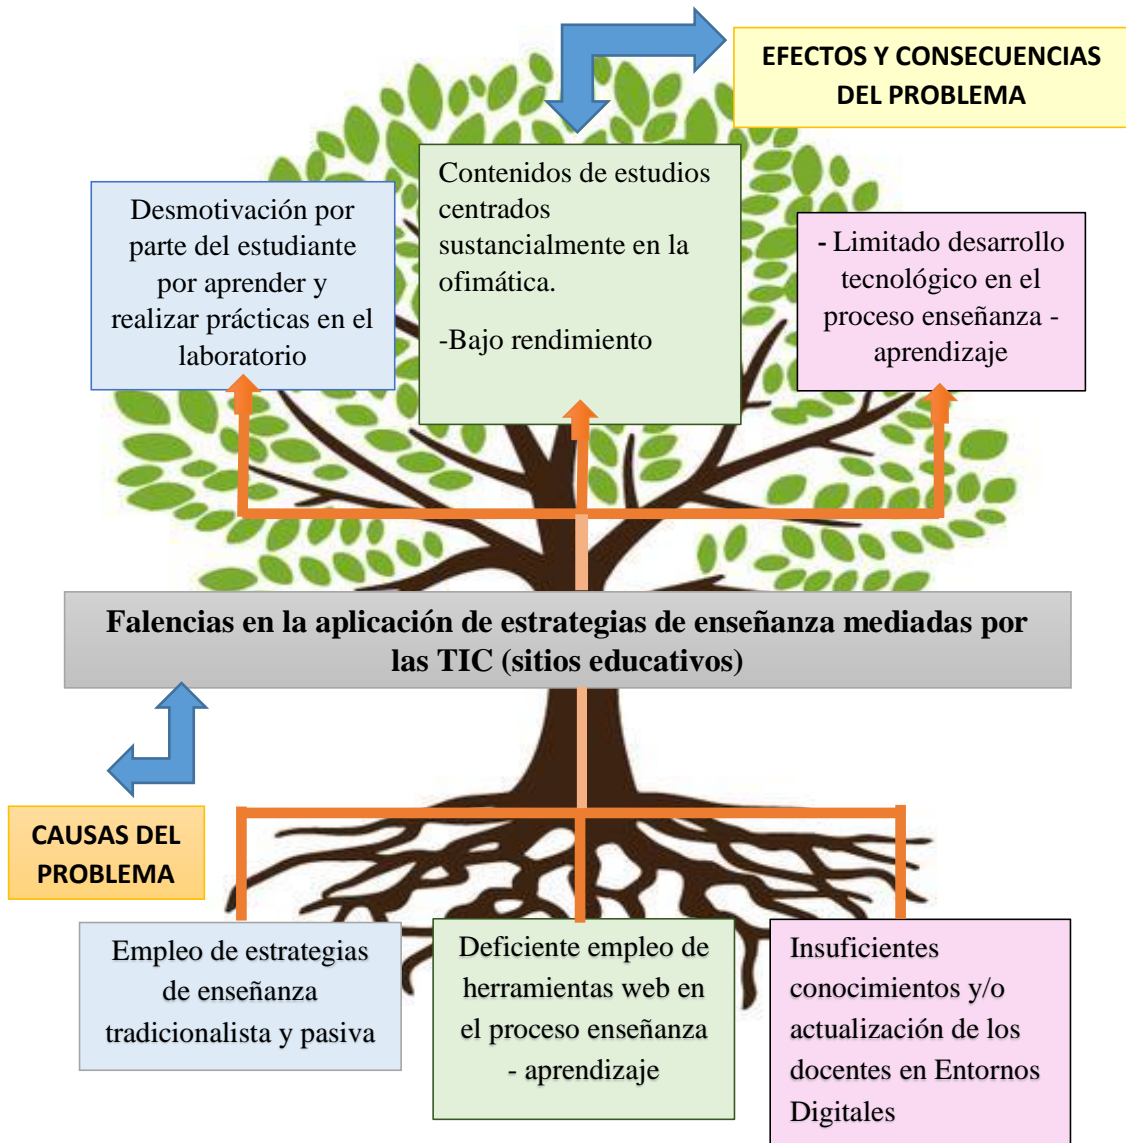 EFECTOS Y CONSECUENCIAS
DEL PROBLEMA
Desmotivación por
parte del estudiante
por aprender y
realizar prácticas en el
laboratorio
Contenidos de estudios
centrados
sustancialmente en la
ofimática.
-Bajo rendimiento
- Limitado desarrollo
tecnológico en el
proceso enseñanza -
aprendizaje
Falencias en la aplicación de estrategias de enseñanza mediadas por
las TIC (sitios educativos)
CAUSAS DEL
PROBLEMA
Empleo de estrategias
de enseñanza
tradicionalista y pasiva
Deficiente empleo de
herramientas web en
el proceso enseñanza
- aprendizaje
Insuficientes
conocimientos y/o
actualización de los
docentes en Entornos
Digitales